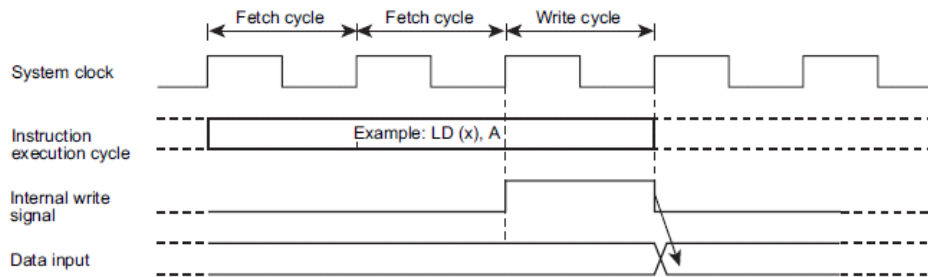 Fetch cycle Fetch cycle Write cycle
System clock
Instruction
execution cycle
Example: LD (x), A
Internal write
signal
Data input